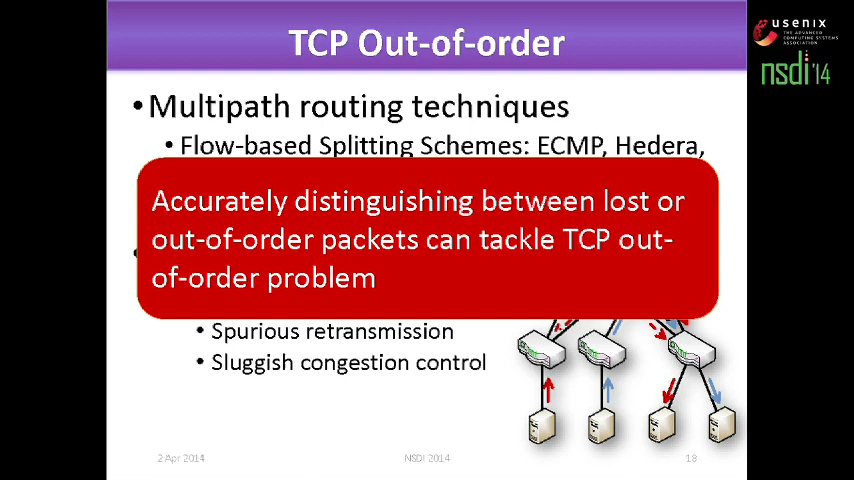 TCP Out-of-order
usenix
THE ADVANCED
COMPUTING SYSTEMS
ASSOCIATION
nsdi'14
• Multipath routing techniques
• Flow-based Splitting Schemes: ECMP, Hedera,
Accurately distinguishing between lost or
out-of-order packets can tackle TCP out-
of-order problem
• Spurious retransmission
• Sluggish congestion control
2 Apr 2014
NSDI 2014
18